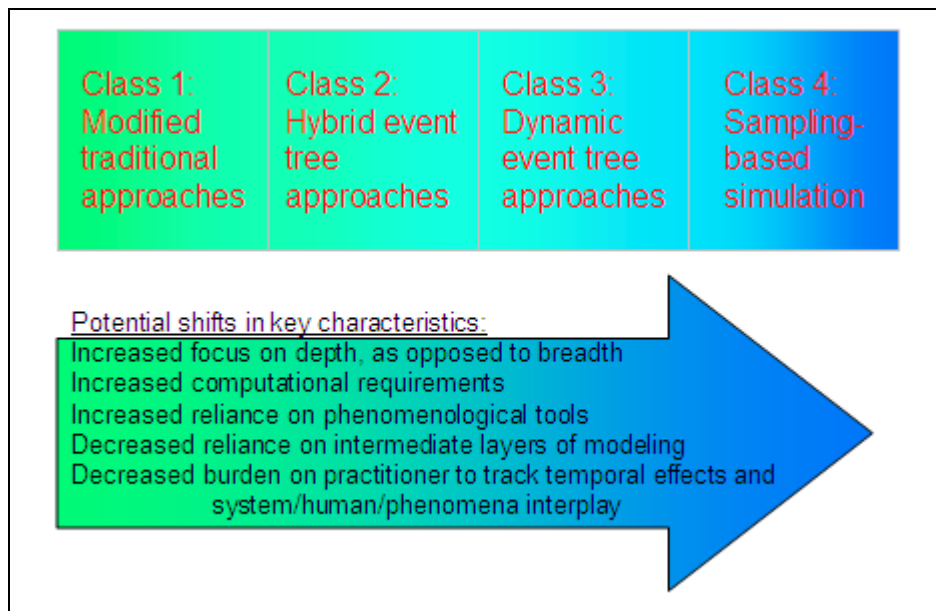 Class 1:
Modified
traditional
approaches
Class 2:
Hybrid event
tree
approaches
Class 3:
Dynamic
event tree
approaches
Class 4:
Sampling-
based
simulation
Potential shifts in key characteristics:
Increased focus on depth, as opposed to breadth
Increased computational requirements
Increased reliance on phenomenological tools
Decreased reliance on intermediate layers of modeling
Decreased burden on practitioner to track temporal effects and
system/human/phenomena interplay